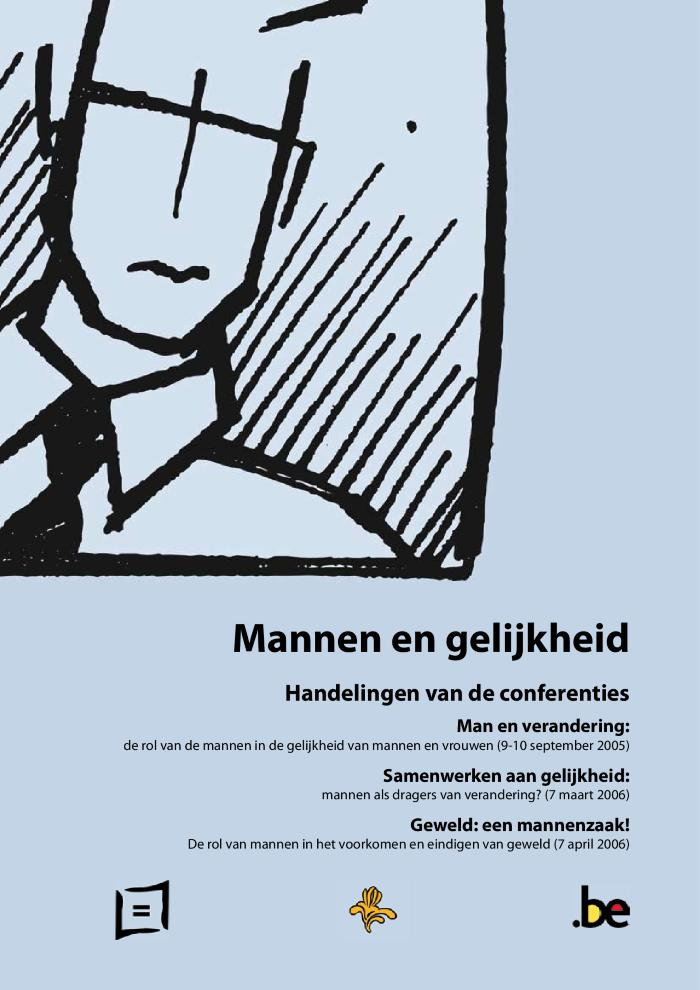 Mannen en gelijkheid
Handelingen van de conferenties
Man en verandering:
de rol van de mannen in de gelijkheid van mannen en vrouwen (9-10 september 2005)
Samenwerken aan gelijkheid:
mannen als dragers van verandering? (7 maart 2006)
Geweld: een mannenzaak!
De rol van mannen in het voorkomen en eindigen van geweld (7 april 2006)
=
.be